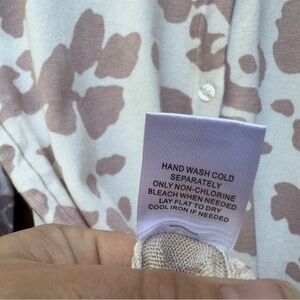 HAND WASH COLD
SEPARATELY
ONLY NON-CHLORINE
BLEACH WHEN NEEDED
LAY FLAT TO DRY
COOL IRON IF NEEDED